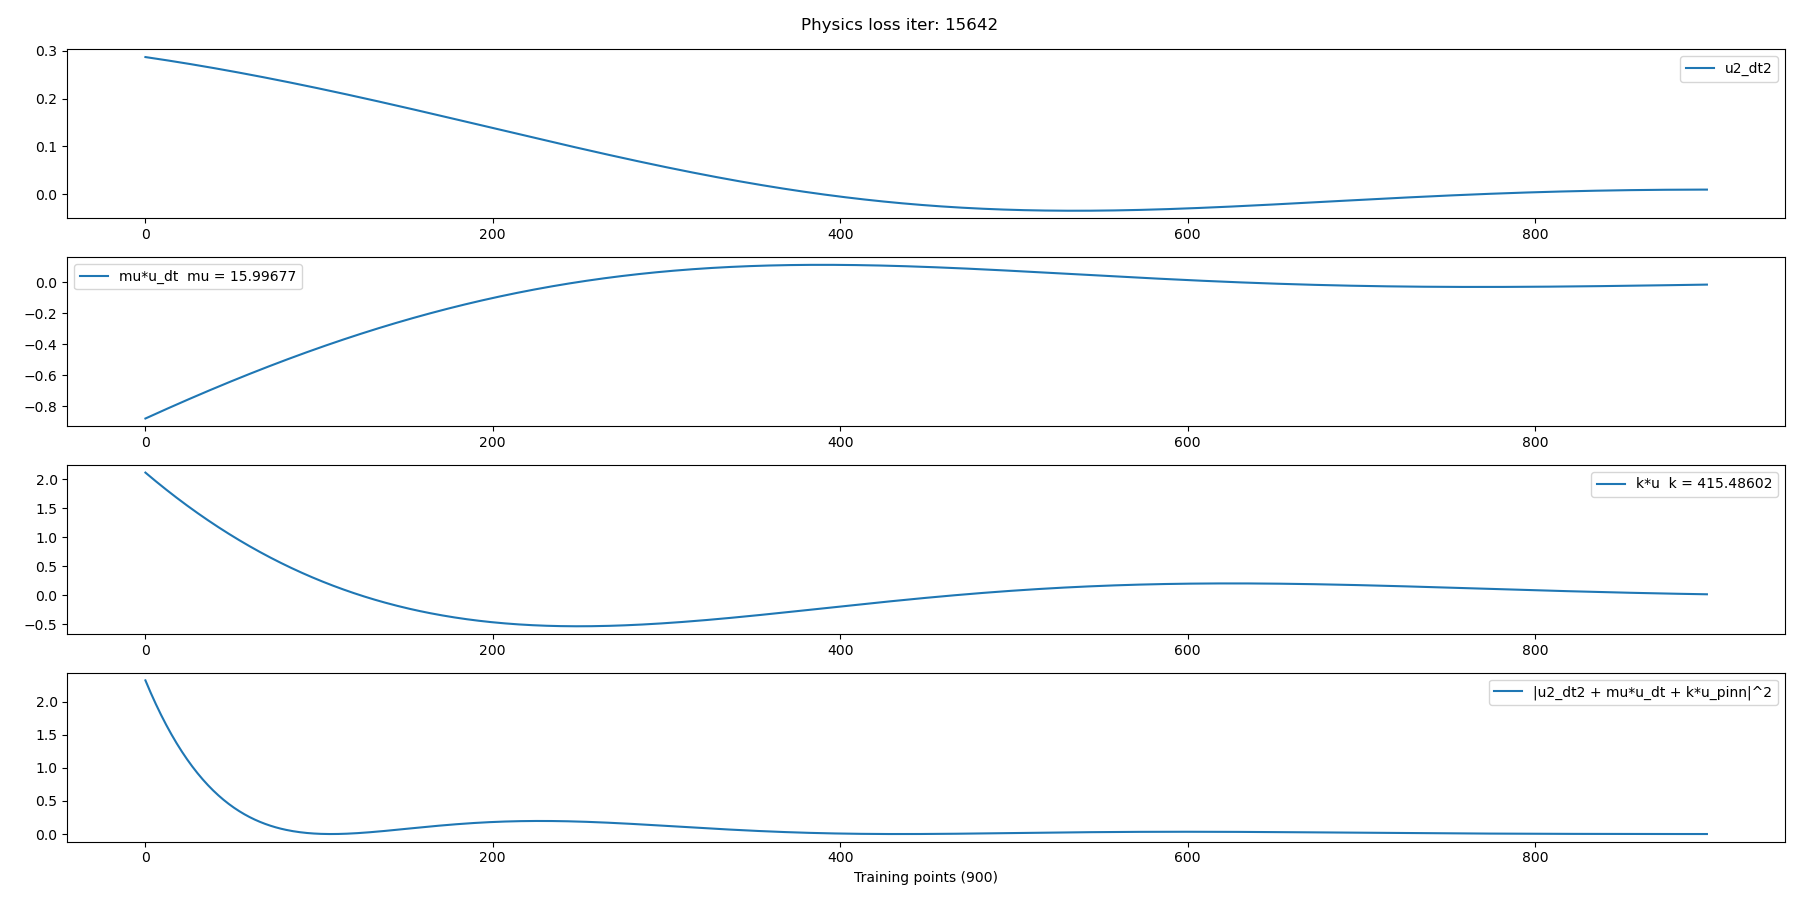 Physics loss iter: 15642
0.3
0.2
0.1
0.0
u2_dt2
0 200 400 600 800
0.0
−0.2
−0.4
−0.6
−0.8
mu*u_dt  mu = 15.99677
0 200 400 600 800
2.0
1.5
1.0
0.5
0.0
−0.5
k*u  k = 415.48602
0 200 400 600 800
2.0
1.5
1.0
0.5
0.0
|u2_dt2 + mu*u_dt + k*u_pinn|^2
0 200 400 600 800
Training points (900)